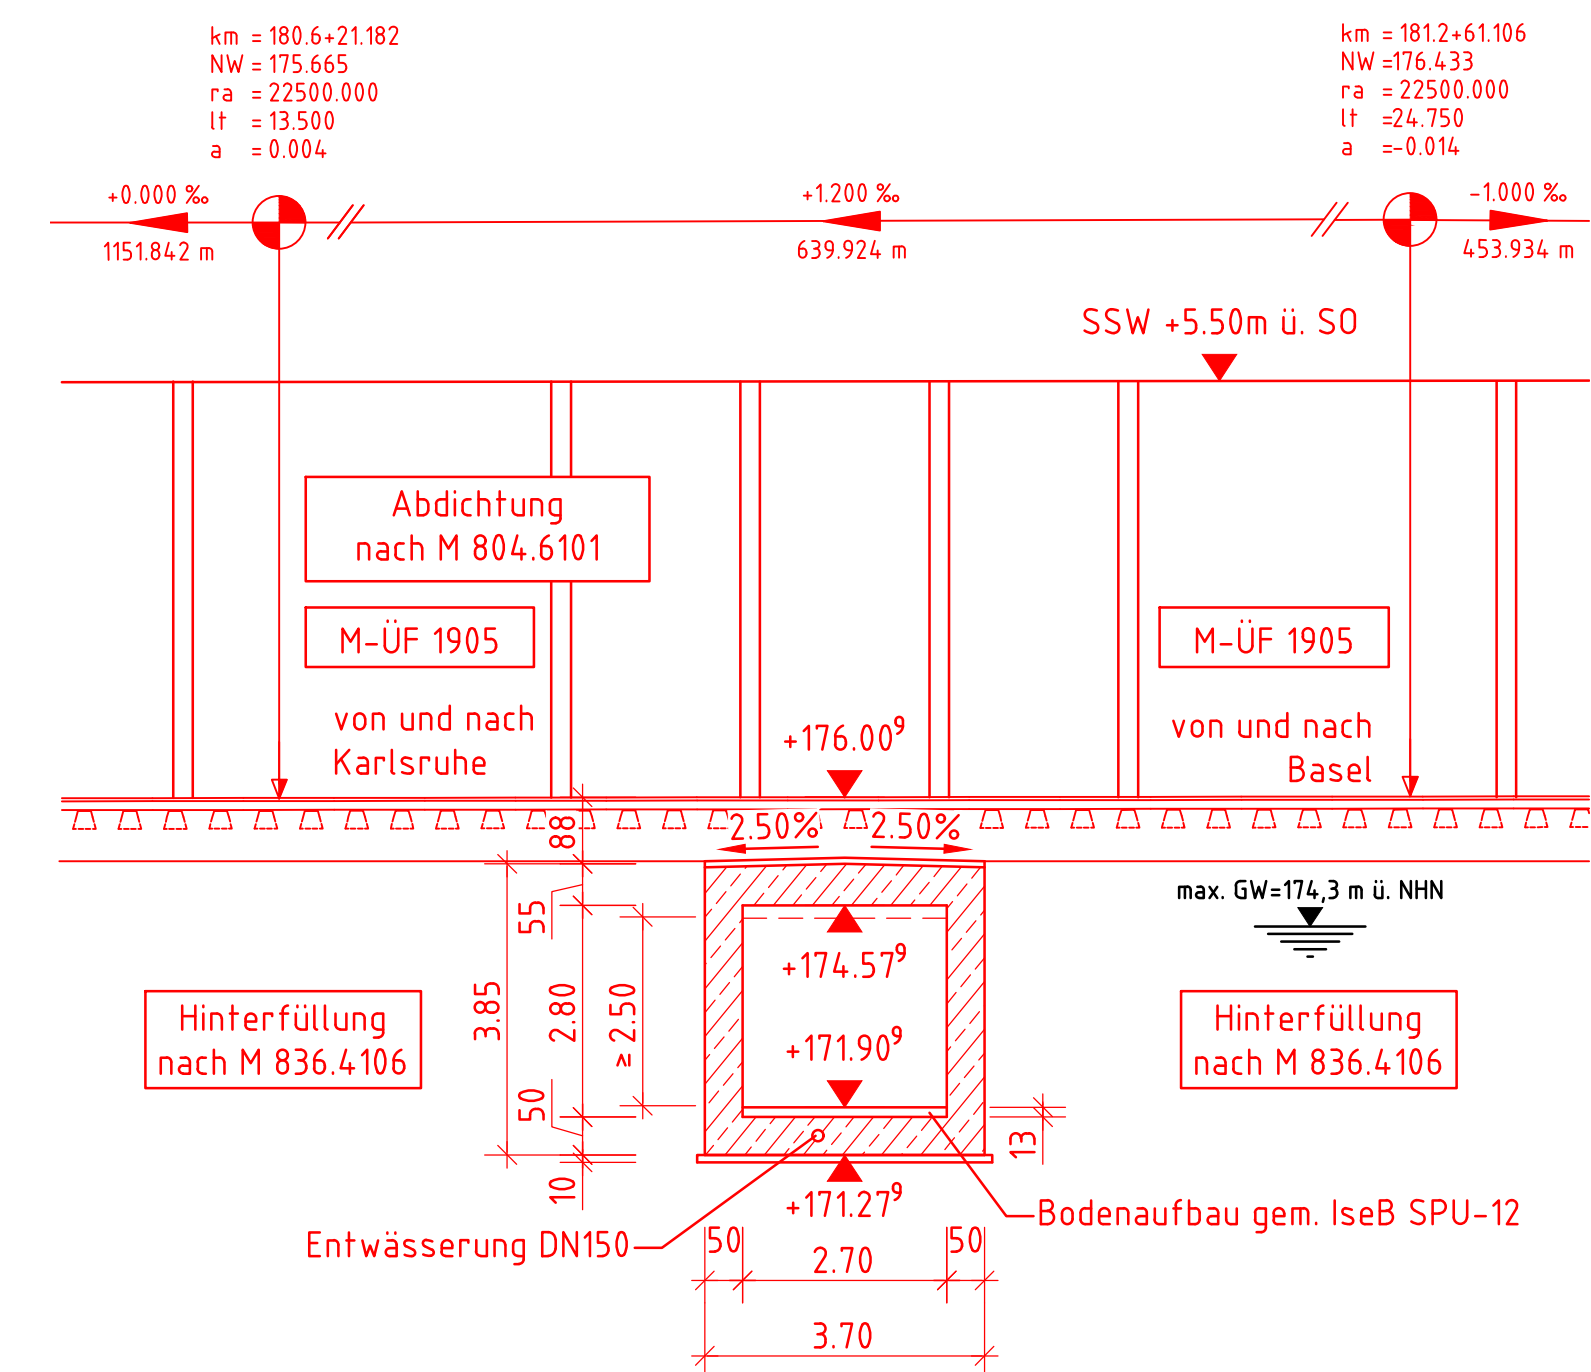 km = 180.6+21.182
NW = 175.665
ra = 22500.000
lt = 13.500
a = 0.004
km = 181.2+61.106
NW =176.433
ra = 22500.000
lt =24.750
a =-0.014
+0.000 ‰
+1.200 ‰
-1.000 ‰
1151.842 m
639.924 m
453.934 m
SSW +5.50m ü. SO
Abdichtung
nach M 804.6101
M-ÜF 1905
M-ÜF 1905
von und nach
Karlsruhe
+176.00⁹
von und nach
Basel
88
2.50%
2.50%
max. GW=174,3 m ü. NHN
55
+174.57⁹
3.85
2.80
≥ 2.50
Hinterfüllung
nach M 836.4106
+171.90⁹
Hinterfüllung
nach M 836.4106
50
13
10
+171.27⁹
Bodenaufbau gem. IseB SPU-12
Entwässerung DN150
50
2.70
50
3.70